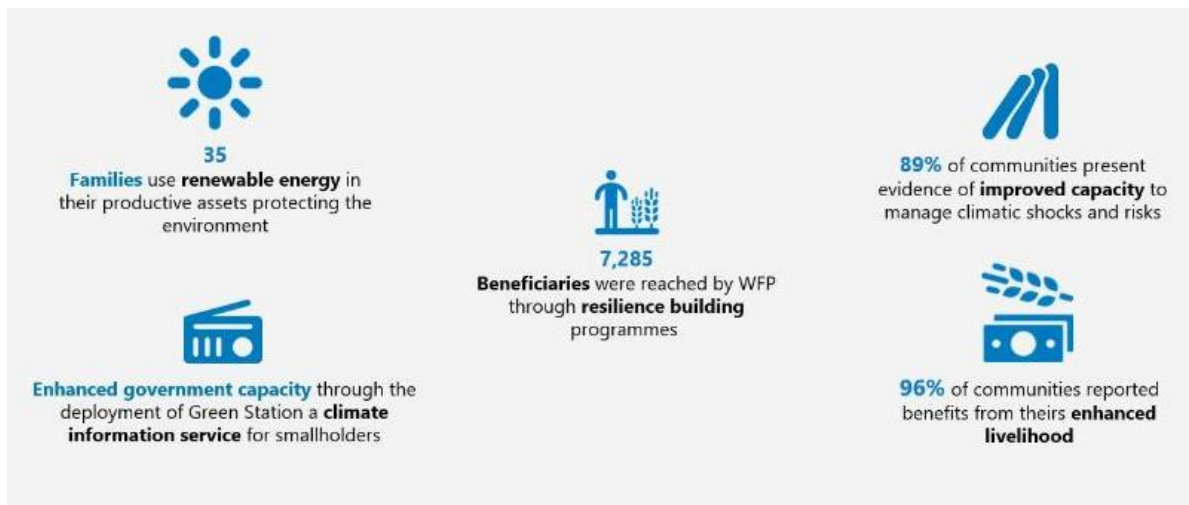 35
Families use renewable energy in
their productive assets protecting the
environment
Enhanced government capacity through the
deployment of Green Station a climate
information service for smallholders
7,285
Beneficiaries were reached by WFP
through resilience building
programmes
89% of communities present
evidence of improved capacity to
manage climatic shocks and risks
96% of communities reported
benefits from theirs enhanced
livelihood